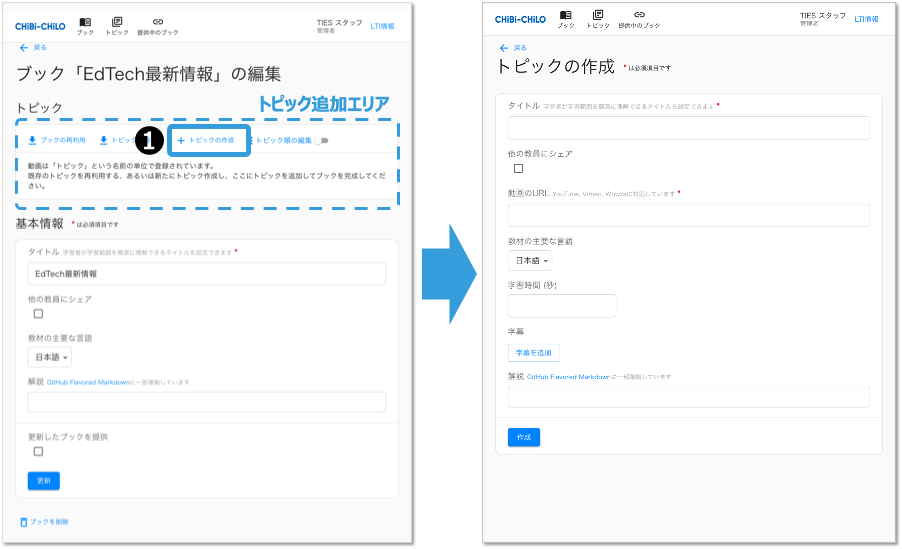 CHiBi-CHiLO
ブック
トピック
提供中のブック
TIES スタッフ
管理者
LTI情報
戻る
ブック「EdTech最新情報」の編集
トピック
トピック追加エリア
ブックの再利用
トピック
1
トピックの作成
トピック順の編集
動画は「トピック」という名前の単位で登録されています。
既存のトピックを再利用する、あるいは新たにトピック作成し、ここにトピックを追加してブックを完成してくだ
さい。
基本情報 *は必須項目です
タイトル 学習者が学習範囲を簡潔に理解できるタイトルを設定できます *
EdTech最新情報
他の教員にシェア
教材の主要な言語
日本語
解説 GitHub Flavored Markdownに一部準拠しています
更新したブックを提供
更新
ブックを削除
CHiBi-CHiLO
ブック
トピック
提供中のブック
TIES スタッフ
管理者
LTI情報
戻る
トピックの作成 *は必須項目です
タイトル 学習者が学習範囲を簡潔に理解できるタイトルを設定できます *
他の教員にシェア
動画のURL YouTube, Vimeo, Wowzaに対応しています *
教材の主要な言語
日本語
学習時間 (秒)
字幕
字幕を追加
解説 GitHub Flavored Markdownに一部準拠しています
作成